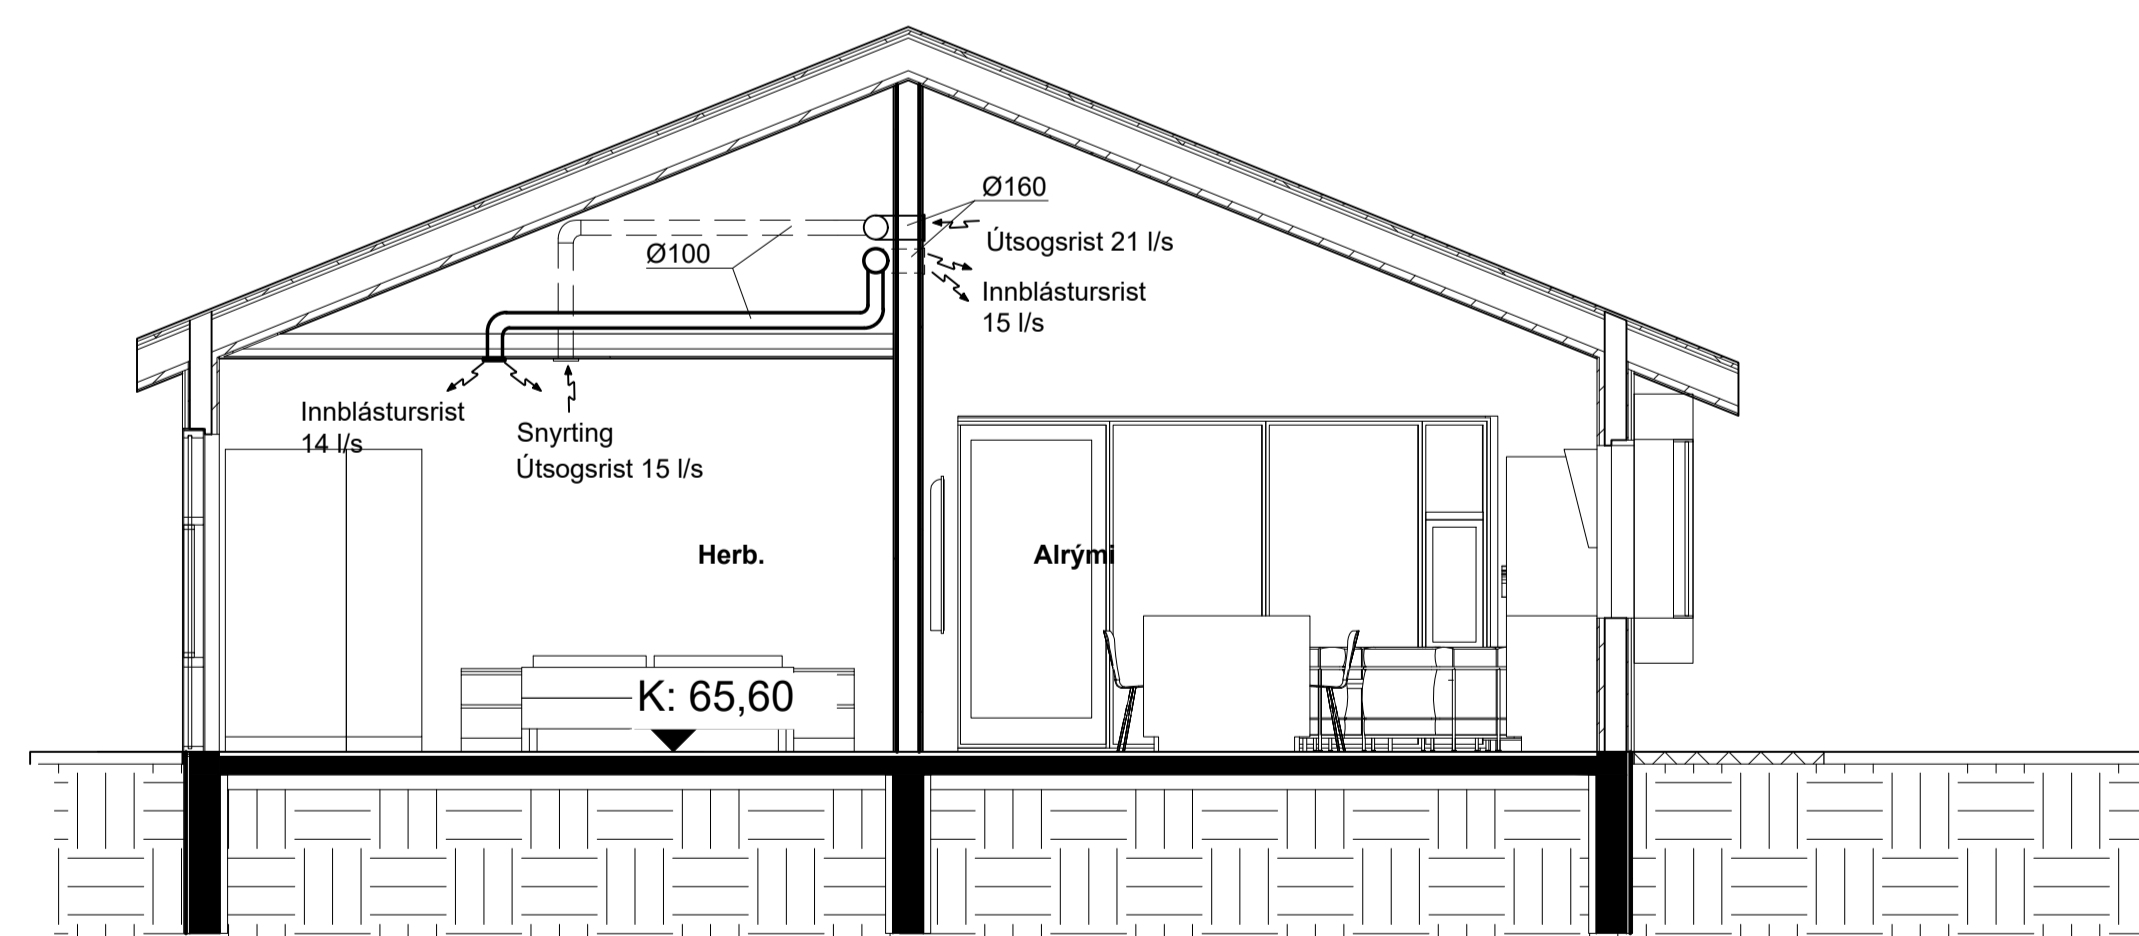 Ø160
Útsogsrist 21 l/s
Ø100
Innblástursrist
15 l/s
Innblástursrist
14 l/s
Snyrting
Útsogsrist 15 l/s
Herb.
Alrými
K: 65,60